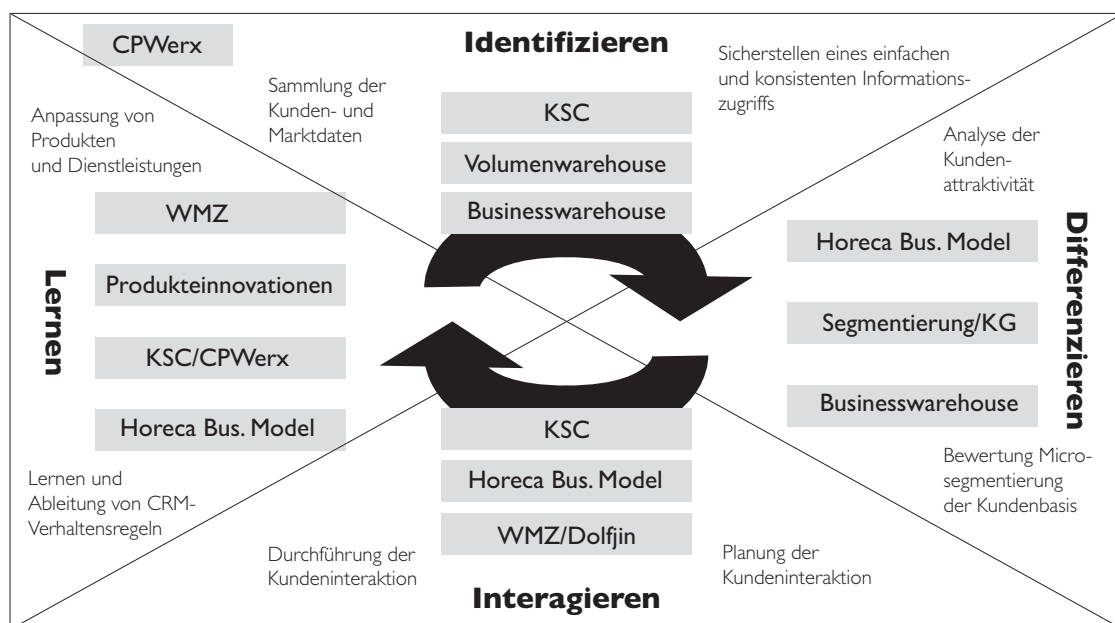 CPWerx
Identifizieren
Sicherstellen eines einfachen
und konsistenten Informations-
zugriffs
Sammlung der
Kunden- und
Marktdaten
KSC
Volumenwarehouse
Businesswarehouse
Anpassung von
Produkten
und Dienstleistungen
WMZ
Produkteinnovationen
KSC/CPWerx
Horeca Bus. Model
Lernen
Lernen und
Ableitung von CRM-
Verhaltensregeln
Analyse der
Kunden-
attraktivität
Horeca Bus. Model
Segmentierung/KG
Businesswarehouse
Differenzieren
Bewertung Micro-
segmentierung
der Kundenbasis
KSC
Horeca Bus. Model
WMZ/Dolfjin
Durchführung der
Kundeninteraktion
Planung der
Kundeninteraktion
Interagieren